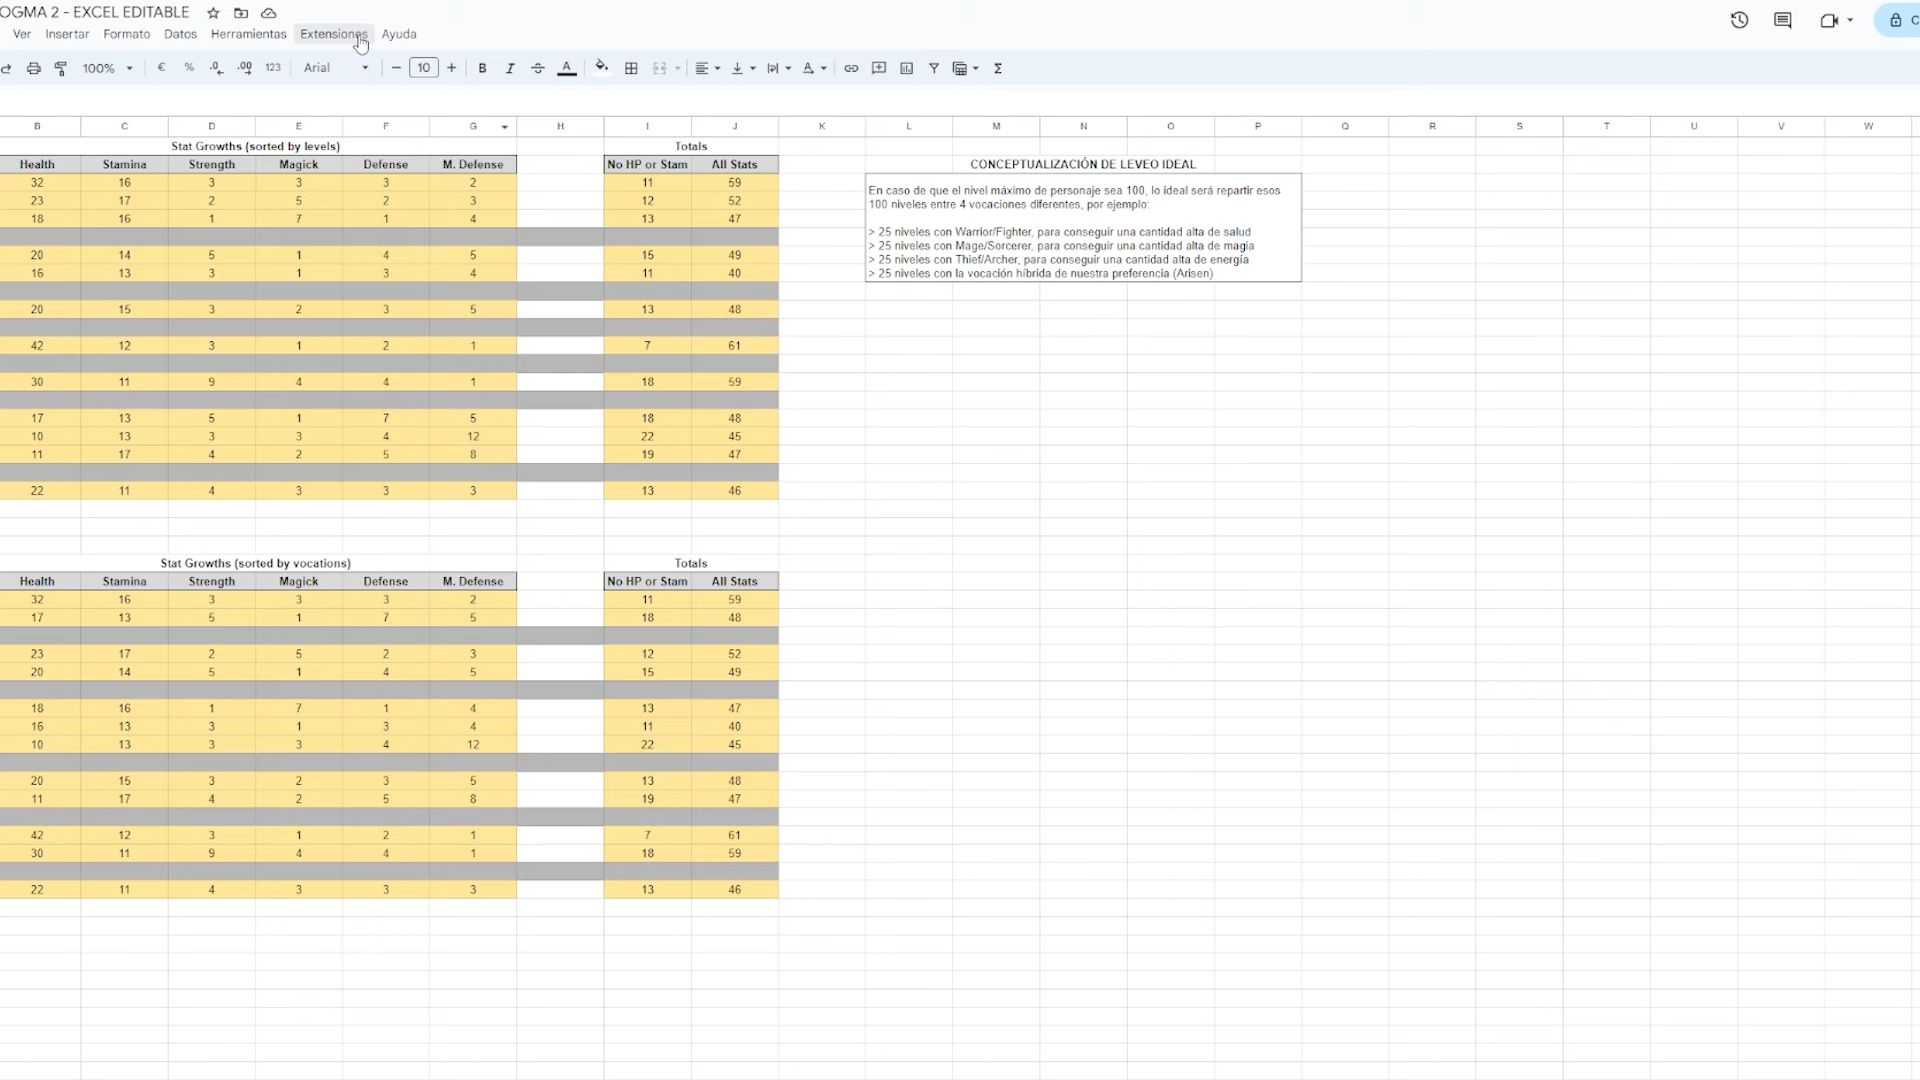 OGMA 2 - EXCEL EDITABLE
Ver Insertar Formato Datos Herramientas Extensiones Ayuda
100% € % .0 .00 123 Arial − 10 + B I S A Σ
B C D E F G H I J K L M N O P Q R S T U V W
Stat Growths (sorted by levels) Totals
Health Stamina Strength Magick Defense M. Defense No HP or Stam All Stats CONCEPTUALIZACIÓN DE LEVEO IDEAL
32 16 3 3 3 2 11 59
23 17 2 5 2 3 12 52
18 16 1 7 1 4 13 47
20 14 5 1 4 5 15 49
16 13 3 1 3 4 11 40
20 15 3 2 3 5 13 48
42 12 3 1 2 1 7 61
30 11 9 4 4 1 18 59
17 13 5 1 7 5 18 48
10 13 3 3 4 12 22 45
11 17 4 2 5 8 19 47
22 11 4 3 3 3 13 46
En caso de que el nivel máximo de personaje sea 100, lo ideal será repartir esos
100 niveles entre 4 vocaciones diferentes, por ejemplo:
> 25 niveles con Warrior/Fighter, para conseguir una cantidad alta de salud
> 25 niveles con Mage/Sorcerer, para conseguir una cantidad alta de magia
> 25 niveles con Thief/Archer, para conseguir una cantidad alta de energía
> 25 niveles con la vocación híbrida de nuestra preferencia (Arisen)
Stat Growths (sorted by vocations) Totals
Health Stamina Strength Magick Defense M. Defense No HP or Stam All Stats
32 16 3 3 3 2 11 59
17 13 5 1 7 5 18 48
23 17 2 5 2 3 12 52
20 14 5 1 4 5 15 49
18 16 1 7 1 4 13 47
16 13 3 1 3 4 11 40
10 13 3 3 4 12 22 45
20 15 3 2 3 5 13 48
11 17 4 2 5 8 19 47
42 12 3 1 2 1 7 61
30 11 9 4 4 1 18 59
22 11 4 3 3 3 13 46